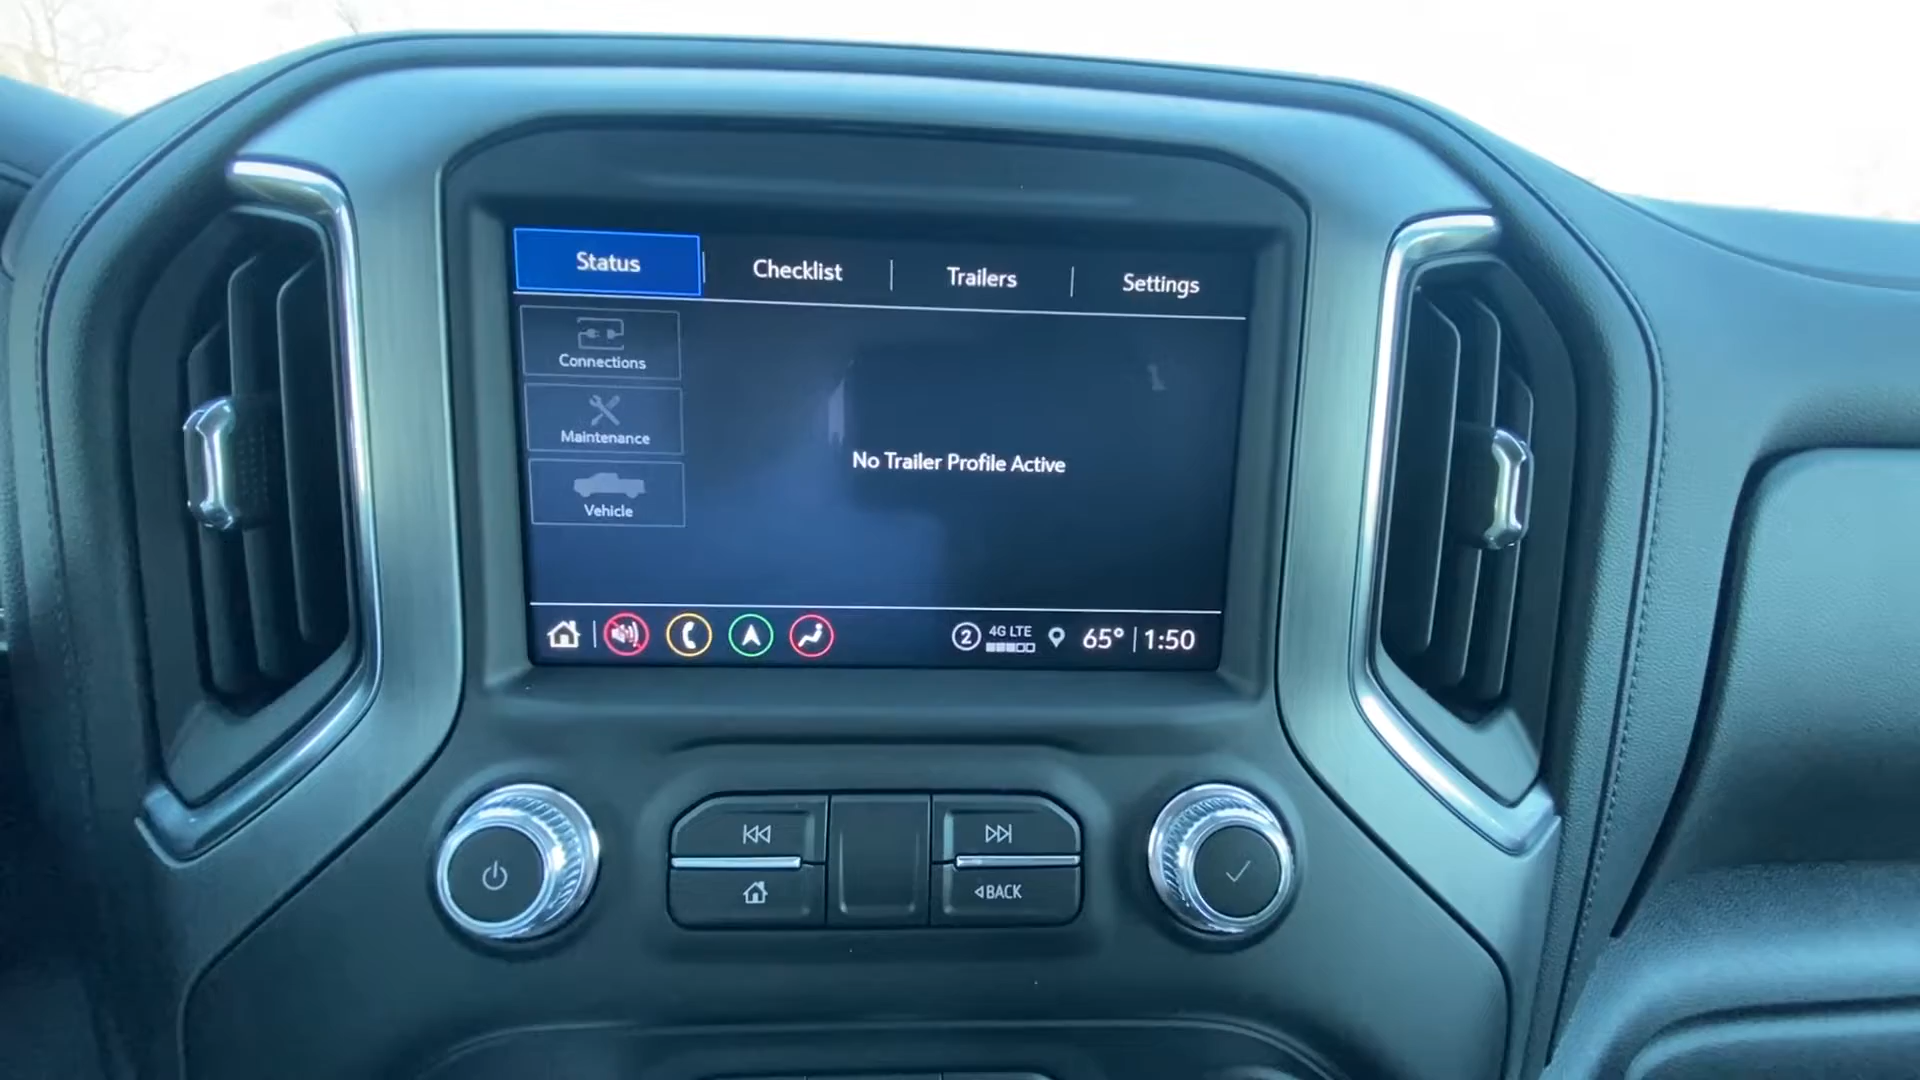 Status
Checklist
Trailers
Settings
Connections
Maintenance
Vehicle
No Trailer Profile Active
2
4G LTE
65°
1:50
BACK